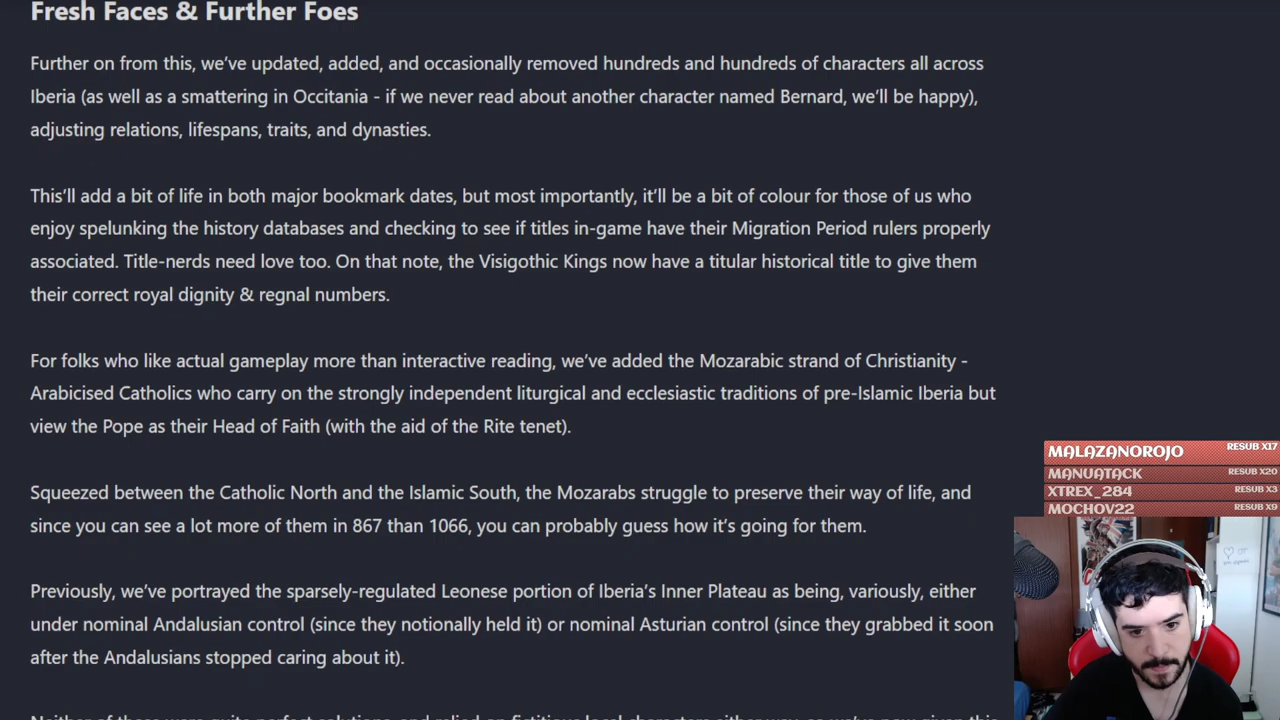 Fresh Faces & Further Foes
Further on from this, we’ve updated, added, and occasionally removed hundreds and hundreds of characters all across
Iberia (as well as a smattering in Occitania - if we never read about another character named Bernard, we’ll be happy),
adjusting relations, lifespans, traits, and dynasties.
This’ll add a bit of life in both major bookmark dates, but most importantly, it’ll be a bit of colour for those of us who
enjoy spelunking the history databases and checking to see if titles in-game have their Migration Period rulers properly
associated. Title-nerds need love too. On that note, the Visigothic Kings now have a titular historical title to give them
their correct royal dignity & regnal numbers.
For folks who like actual gameplay more than interactive reading, we’ve added the Mozarabic strand of Christianity -
Arabicised Catholics who carry on the strongly independent liturgical and ecclesiastic traditions of pre-Islamic Iberia but
view the Pope as their Head of Faith (with the aid of the Rite tenet).
Squeezed between the Catholic North and the Islamic South, the Mozarabs struggle to preserve their way of life, and
since you can see a lot more of them in 867 than 1066, you can probably guess how it’s going for them.
Previously, we’ve portrayed the sparsely-regulated Leonese portion of Iberia’s Inner Plateau as being, variously, either
under nominal Andalusian control (since they notionally held it) or nominal Asturian control (since they grabbed it soon
after the Andalusians stopped caring about it).
MALAZANOROJO RESUB X17
MANUATACK RESUB X20
XTREX_284 RESUB X3
MOCHOV22 RESUB X9